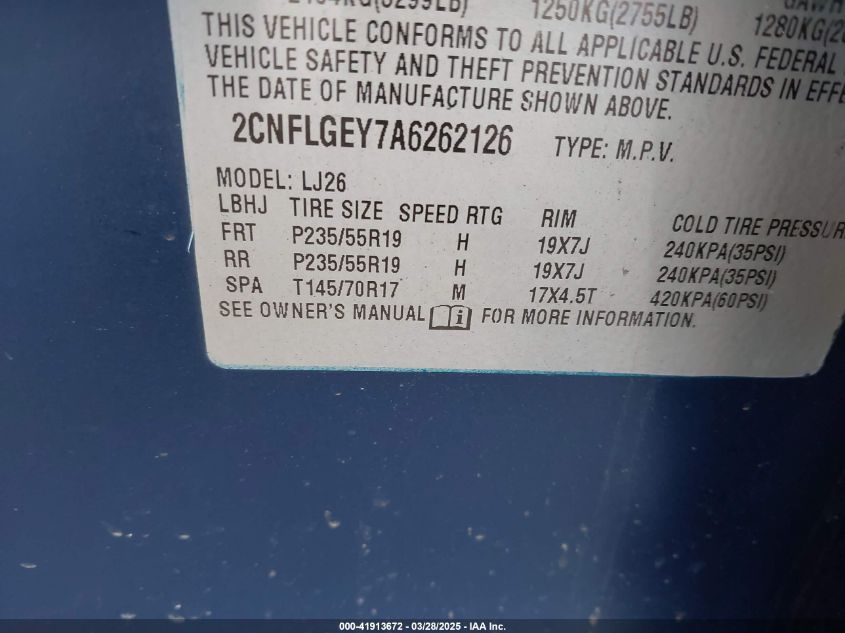 1250KG(2755LB)
THIS VEHICLE CONFORMS TO ALL APPLICABLE U.S. FEDERAL
VEHICLE SAFETY AND THEFT PREVENTION STANDARDS IN
THE DATE OF MANUFACTURE SHOWN ABOVE.
2CNFLGEY7A6262126 TYPE: M.P.V.
MODEL: LJ26
LBHJ TIRE SIZE SPEED RTG RIM COLD TIRE PRESSUR
FRT P235/55R19 H 19X7J 240KPA(35PSI)
RR P235/55R19 H 19X7J 240KPA(35PSI)
SPA T145/70R17 M 17X4.5T 420KPA(60PSI)
SEE OWNER'S MANUAL i FOR MORE INFORMATION.
000-41913672 / 03/28/2025 - IAA Inc.